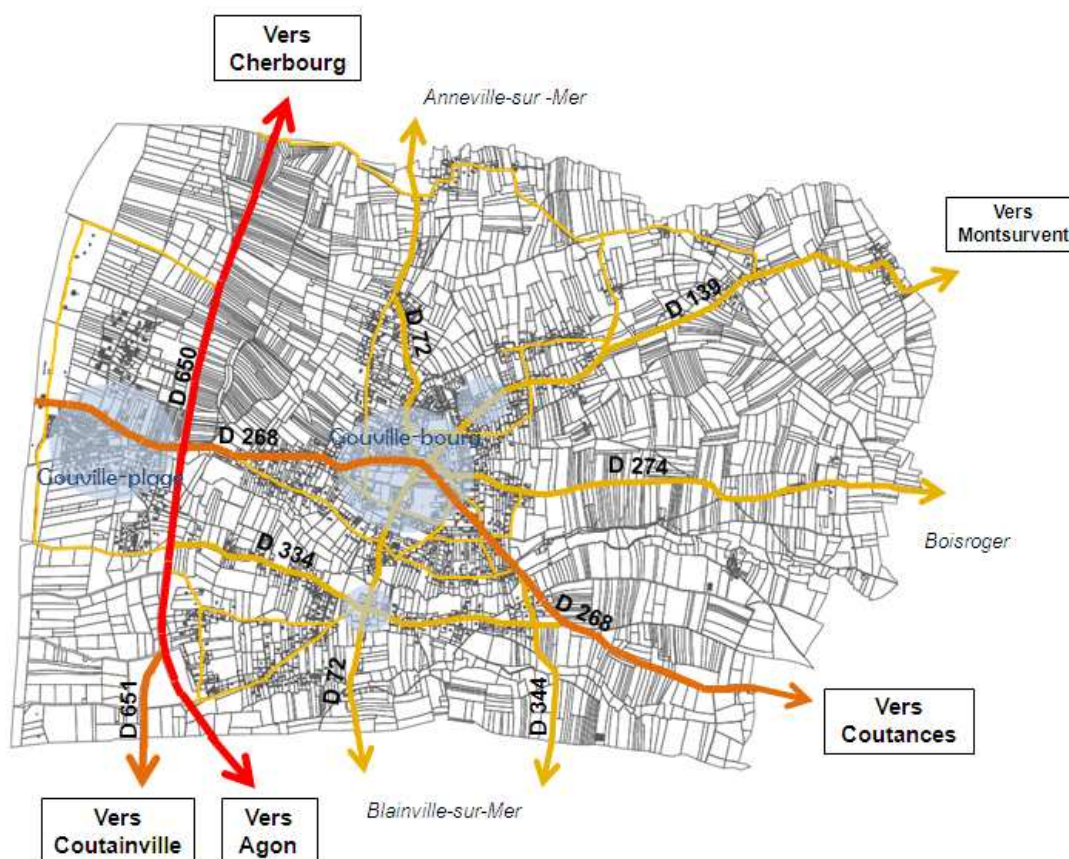 Vers
Cherbourg
Anneville-sur -Mer
Vers
Montsurvent
D 139
D 72
D 650
D 268
Gouville-bourg
Gouville-plage
D 274
Boisroger
D 334
D 268
D 72
D 344
D 651
Vers
Coutances
Blainville-sur-Mer
Vers
Coutainville
Vers
Agon